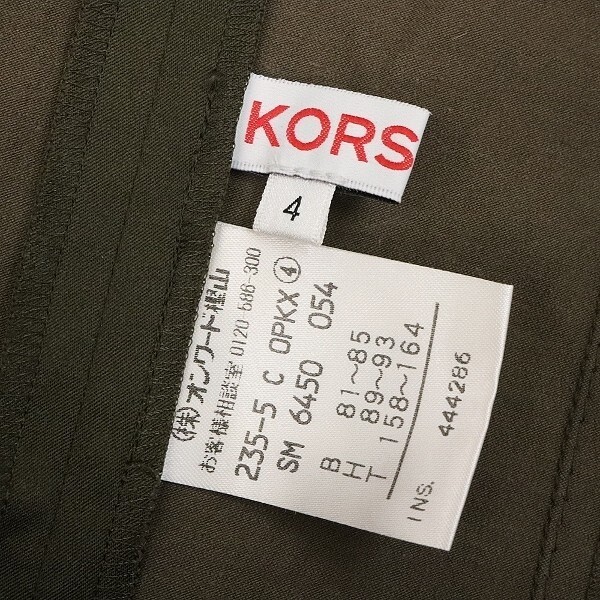 KORS
4
(株)オンワード樫山
お客様相談室 0120-586-300
235-5 C OPKX ④
SM 6450 054
B 81~85
H 89~93
T 158~164
INS. 444286